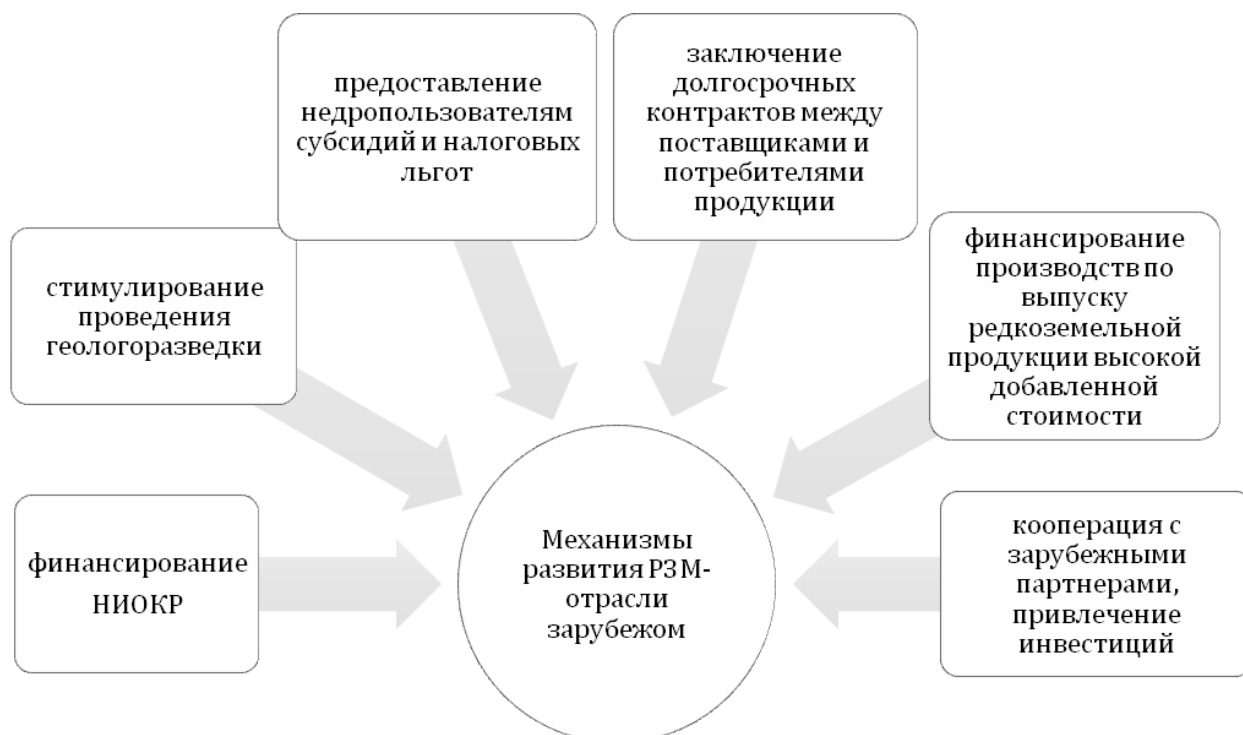 предоставление
недропользователям
субсидий и налоговых
льгот
заключение
долгосрочных
контрактов между
поставщиками и
потребителями
продукции
стимулирование
проведения
геологоразведки
финансирование
производств по
выпуску
редкоземельной
продукции высокой
добавленной
стоимости
финансирование
НИОКР
Механизмы
развития РЗМ-
отрасли
зарубежом
кооперация с
зарубежными
партнерами,
привлечение
инвестиций